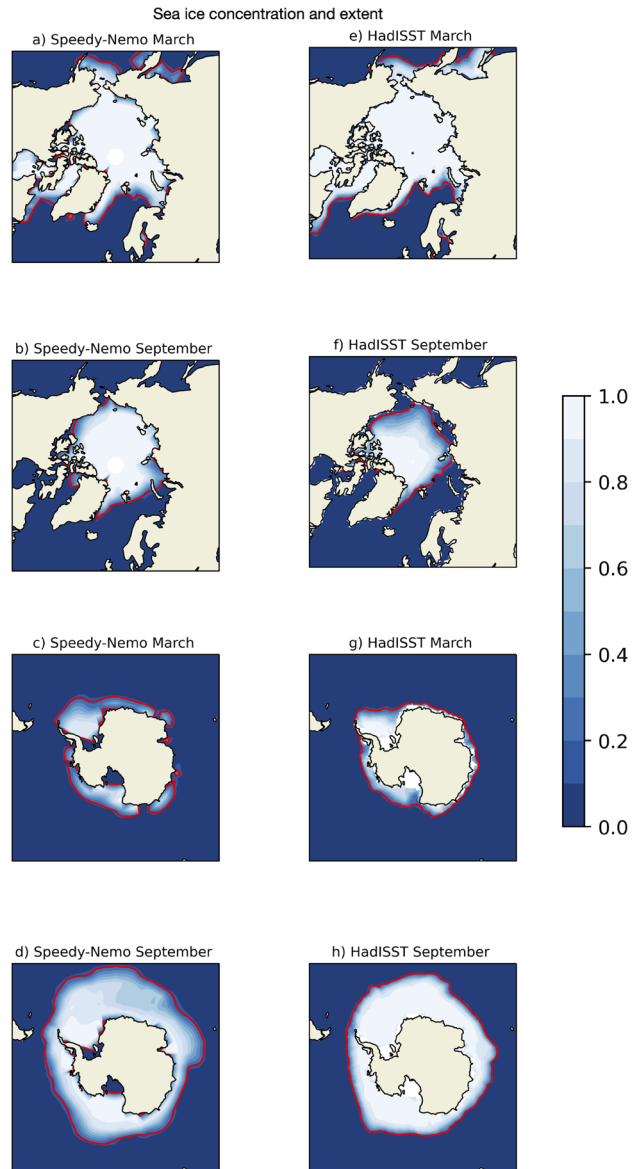 Sea ice concentration and extent
a) Speedy-Nemo March
e) HadISST March
b) Speedy-Nemo September
f) HadISST September
1.0
0.8
0.6
0.4
0.2
0.0
c) Speedy-Nemo March
g) HadISST March
d) Speedy-Nemo September
h) HadISST September